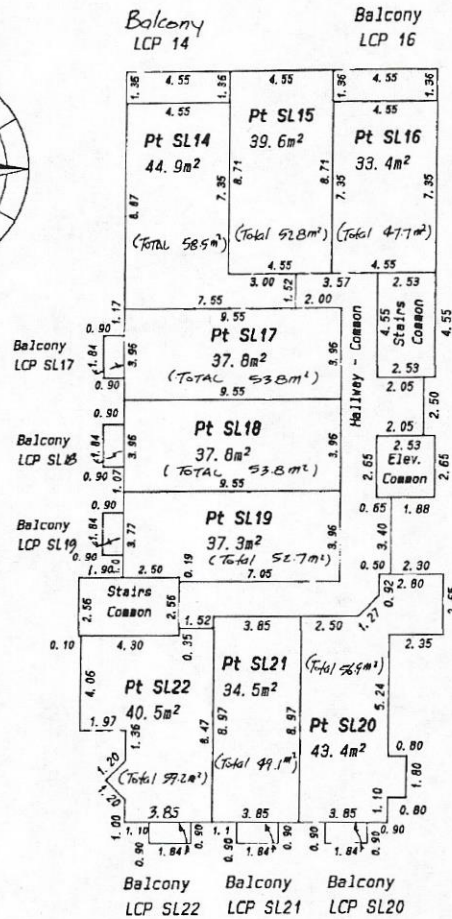 Balcony
LCP 14
Balcony
LCP 16
1.36
4.55
4.55
1.36
4.55
1.36
4.55
Pt SL14
44.9m²
Pt SL15
39.6m²
Pt SL16
33.4m²
8.87
7.35
8.71
8.71
7.35
7.35
(TOTAL 58.5m²)
(Total 52.8m²)
(Total 47.7m²)
4.55
4.55
3.00
1.52
3.57
2.53
7.55
2.00
1.17
9.55
4.55
Stairs
Common
4.55
0.90
Balcony
LCP SL17
1.84
3.96
Pt SL17
37.8m²
(TOTAL 53.8m²)
3.96
2.53
0.90
9.55
2.05
2.50
Hallway - Common
0.90
Balcony
LCP SL18
1.84
3.96
Pt SL18
37.8m²
(TOTAL 53.8m²)
3.96
2.05
2.53
Elev.
Common
2.65
2.65
0.90
1.07
9.55
0.90
Balcony
LCP SL19
1.84
3.77
Pt SL19
37.3m²
(Total 52.7m²)
3.96
0.65
1.88
3.40
0.90
1.90
2.50
0.19
7.05
0.50
2.30
0.92
2.80
Stairs
Common
2.56
2.56
1.27
0.10
4.30
1.52
0.35
3.85
2.50
2.35
4.06
Pt SL22
40.5m²
Pt SL21
34.5m²
(Total 56.9m²)
5.24
Pt SL20
43.4m²
1.97
1.36
8.47
8.97
8.97
0.80
1.20
1.20
(Total 59.2m²)
(Total 49.1m²)
1.80
1.10
0.80
1.00
3.85
3.85
3.85
1.10
0.90
0.90
1.84
1.1
0.90
0.90
1.84
0.90
0.90
1.84
0.90
Balcony
LCP SL22
Balcony
LCP SL21
Balcony
LCP SL20